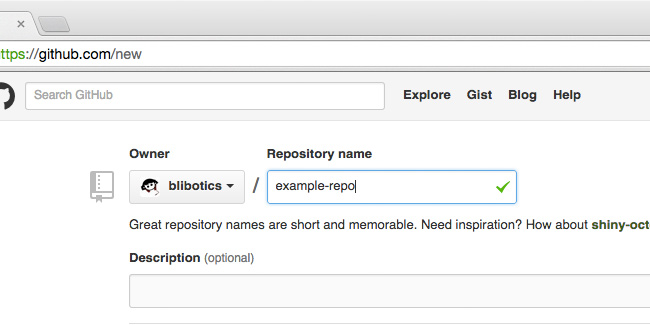 ttps://github.com/new
Search GitHub Explore Gist Blog Help
Owner Repository name
blibotics / example-repo
Great repository names are short and memorable. Need inspiration? How about shiny-oct
Description (optional)